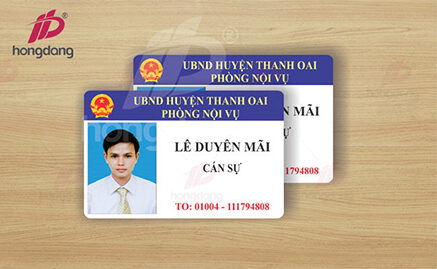 hongdang
UBND HUYỆN THANH OAI
PHÒNG NỘI VỤ
MÃI
111794808
UBND HUYỆN THANH OAI
PHÒNG NỘI VỤ
LÊ DUYÊN MÃI
CÁN SỰ
TO: 01004 - 111794808